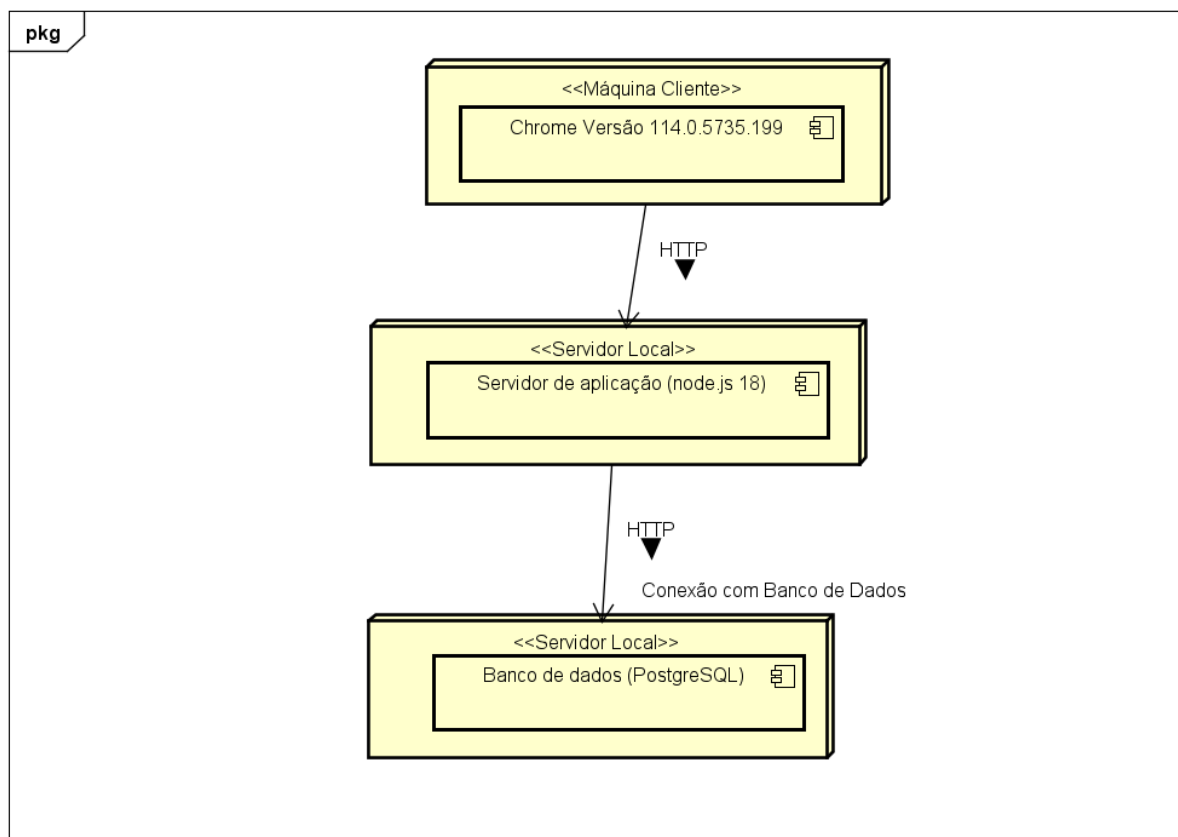 pkg
<<Máquina Cliente>>
Chrome Versão 114.0.5735.199
HTTP
<<Servidor Local>>
Servidor de aplicação (node.js 18)
HTTP
Conexão com Banco de Dados
<<Servidor Local>>
Banco de dados (PostgreSQL)